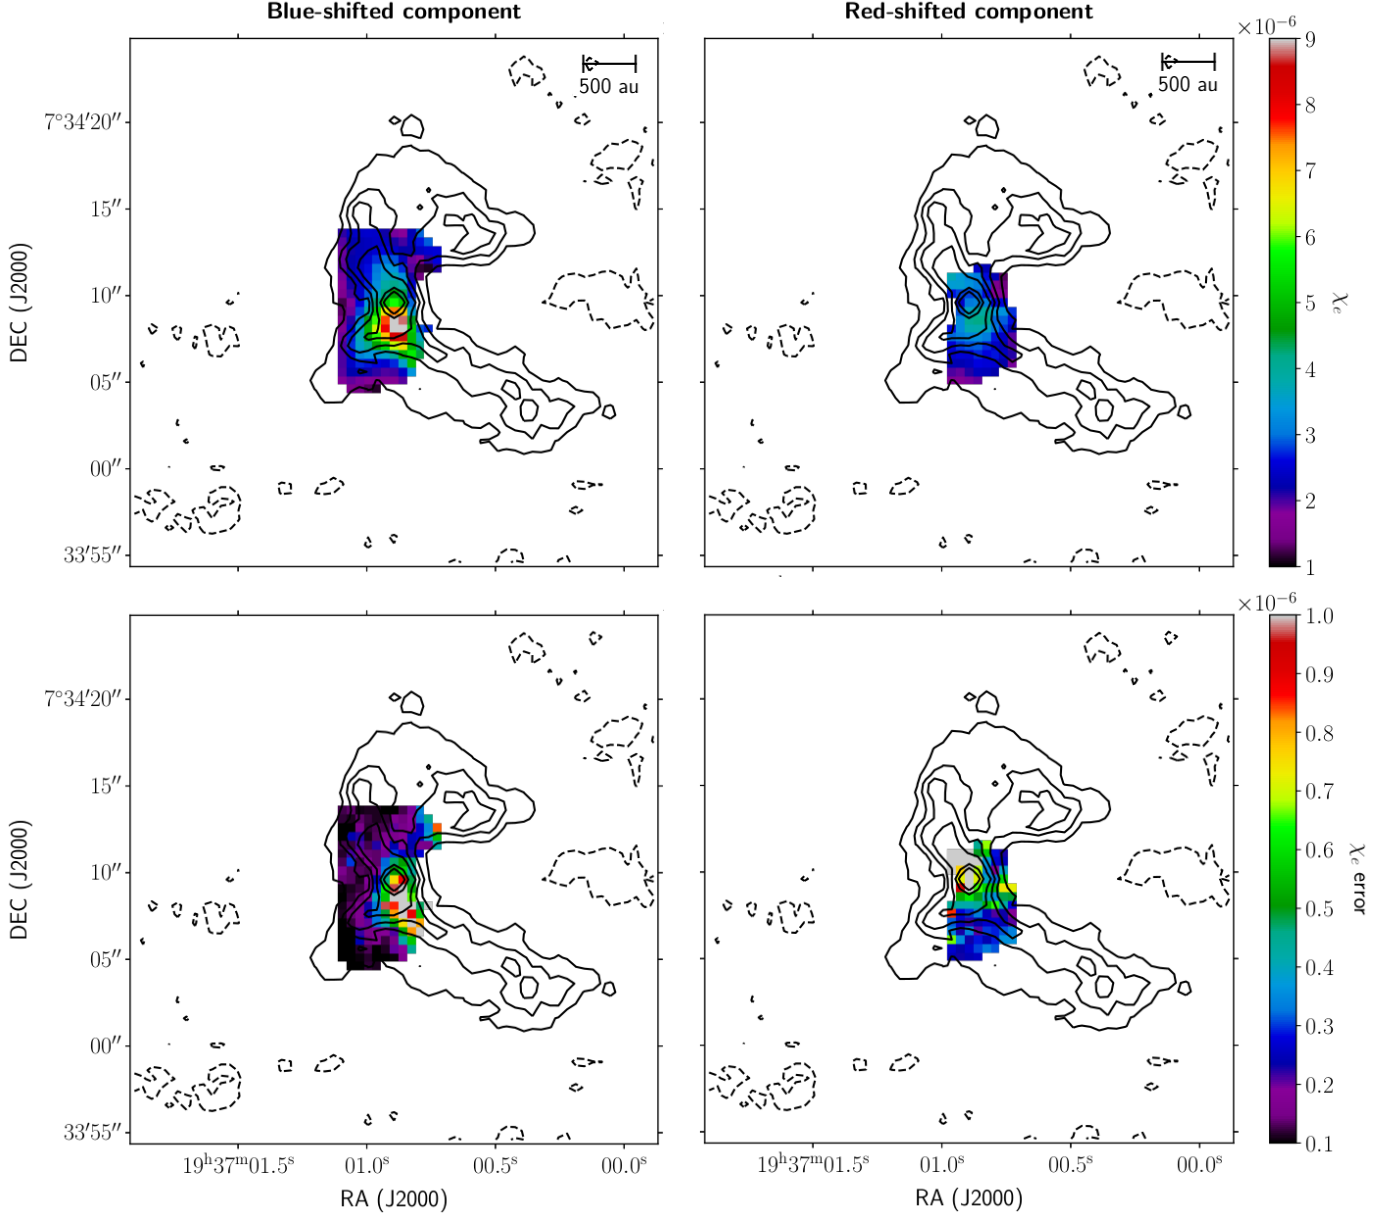 Blue-shifted component
Red-shifted component
×10⁻⁶
500 au
500 au
7°34′20″
15″
10″
05″
00″
33′55″
DEC (J2000)
9
8
7
6
5
4
3
2
1
χₑ
×10⁻⁶
7°34′20″
15″
10″
05″
00″
33′55″
DEC (J2000)
1.0
0.9
0.8
0.7
0.6
0.5
0.4
0.3
0.2
0.1
χₑ error
19ʰ37ᵐ01.5ˢ
01.0ˢ
00.5ˢ
00.0ˢ
19ʰ37ᵐ01.5ˢ
01.0ˢ
00.5ˢ
00.0ˢ
RA (J2000)
RA (J2000)